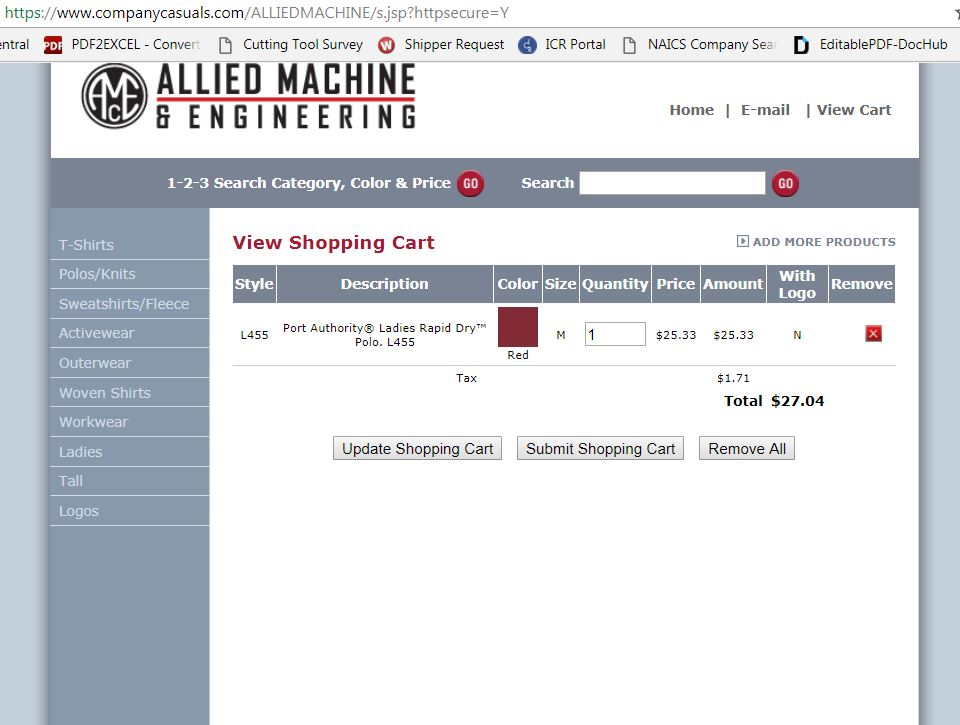 https://www.companycasuals.com/ALLIEDMACHINE/s.jsp?httpsecure=Y
entral PDF PDF2EXCEL - Convert Cutting Tool Survey W Shipper Request ICR Portal NAICS Company Sear D EditablePDF-DocHub
AMEC ALLIED MACHINE
& ENGINEERING
Home | E-mail | View Cart
1-2-3 Search Category, Color & Price GO Search GO
T-Shirts
Polos/Knits
Sweatshirts/Fleece
Activewear
Outerwear
Woven Shirts
Workwear
Ladies
Tall
Logos
View Shopping Cart ADD MORE PRODUCTS
Style Description Color Size Quantity Price Amount With Logo Remove
L455 Port Authority® Ladies Rapid Dry™ M 1 $25.33 $25.33 N
Polo. L455
Red
Tax $1.71
Total $27.04
Update Shopping Cart Submit Shopping Cart Remove All